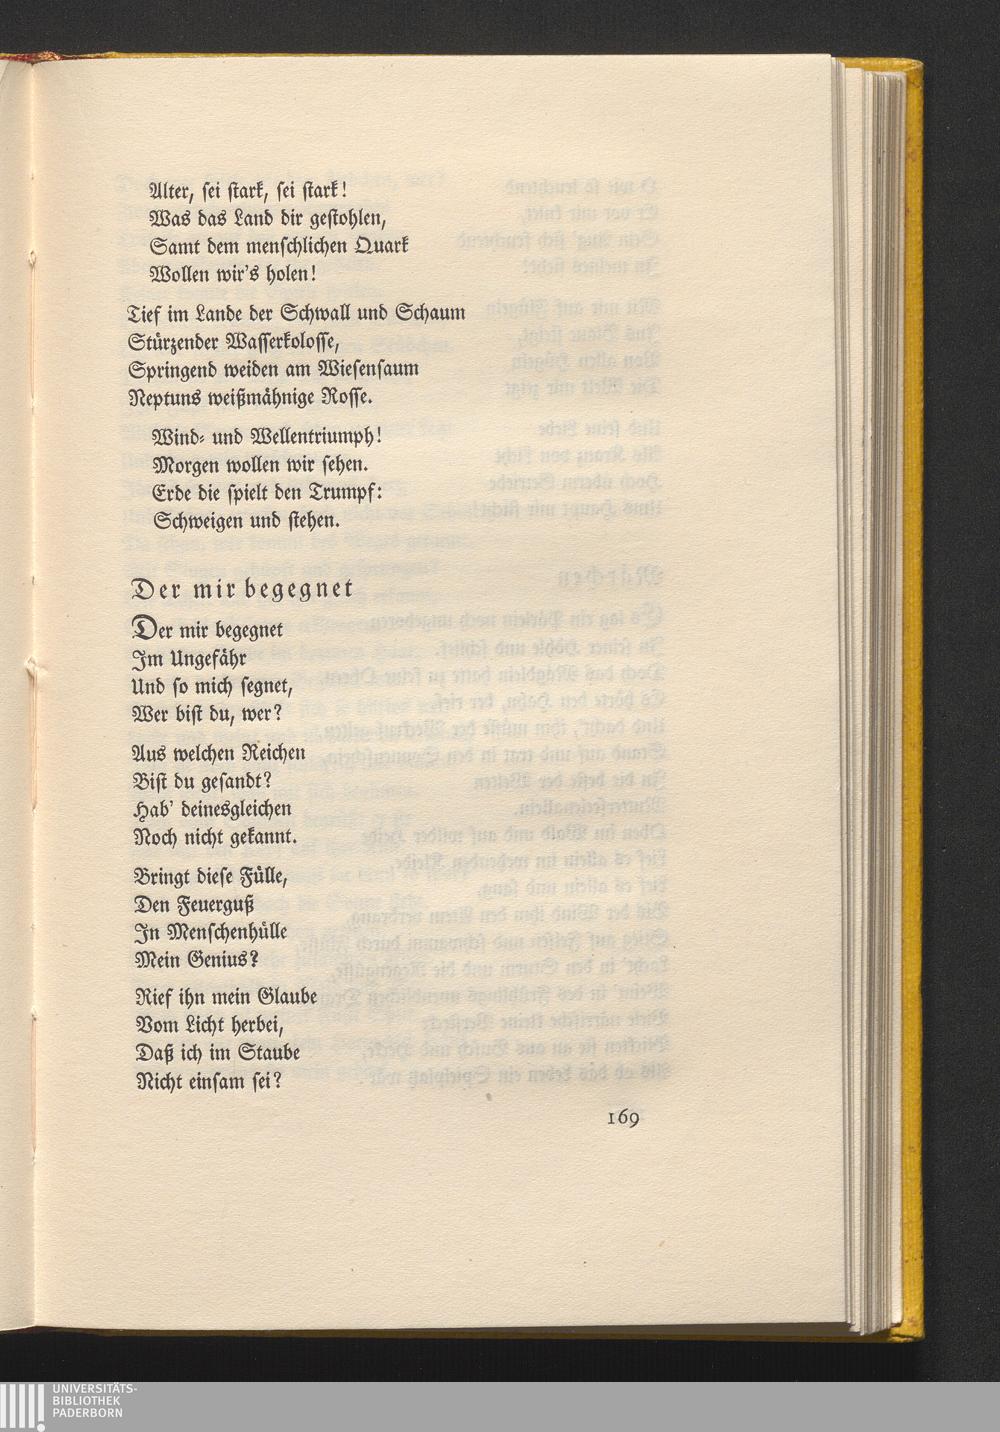 Alter, sei stark, sei stark!
Was das Land dir gestohlen,
Samt dem menschlichen Quark
Wollen wir's holen!
Tief im Lande der Schwall und Schaum
Stürzender Wasserkolosse,
Springend weiden am Wiesensaum
Neptuns weißmähnige Rosse.
Wind- und Wellentriumph!
Morgen wollen wir sehen.
Erde die spielt den Trumpf:
Schweigen und stehen.
Der mir begegnet
Der mir begegnet
Im Ungefähr
Und so mich segnet,
Wer bist du, wer?
Aus welchen Reichen
Bist du gesandt?
Hab' deinesgleichen
Noch nicht gekannt.
Bringt diese Fülle,
Den Feuerguß
In Menschenhülle
Mein Genius?
Rief ihn mein Glaube
Vom Licht herbei,
Daß ich im Staube
Nicht einsam sei?
169
UNIVERSITÄTS-
BIBLIOTHEK
PADERBORN